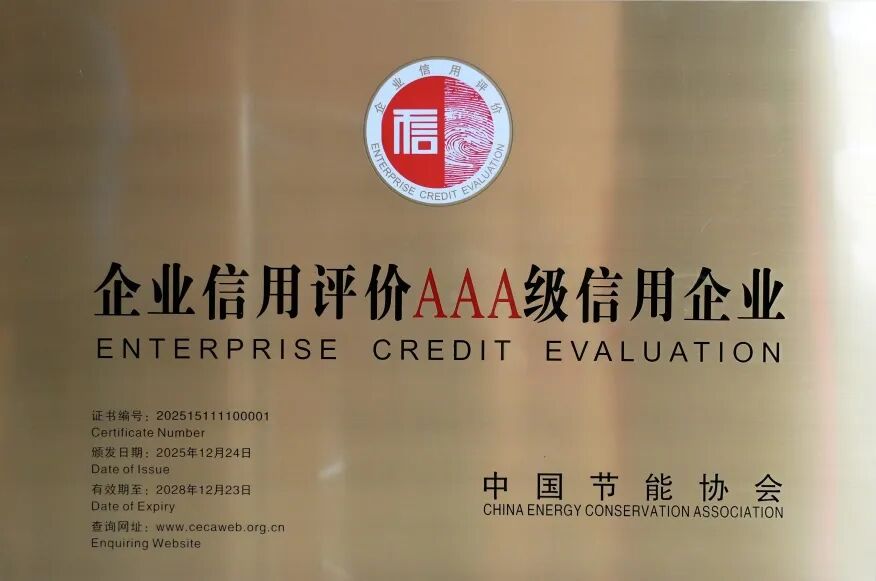 企业信用评价
信
ENTERPRISE CREDIT EVALUATION
企业信用评价AAA级信用企业
ENTERPRISE CREDIT EVALUATION
证书编号：202515111100001
Certificate Number
颁发日期：2025年12月24日
Date of Issue
有效期至：2028年12月23日
Date of Expiry
查询网址：www.cecaweb.org.cn
Enquiring Website
中国节能协会
CHINA ENERGY CONSERVATION ASSOCIATION